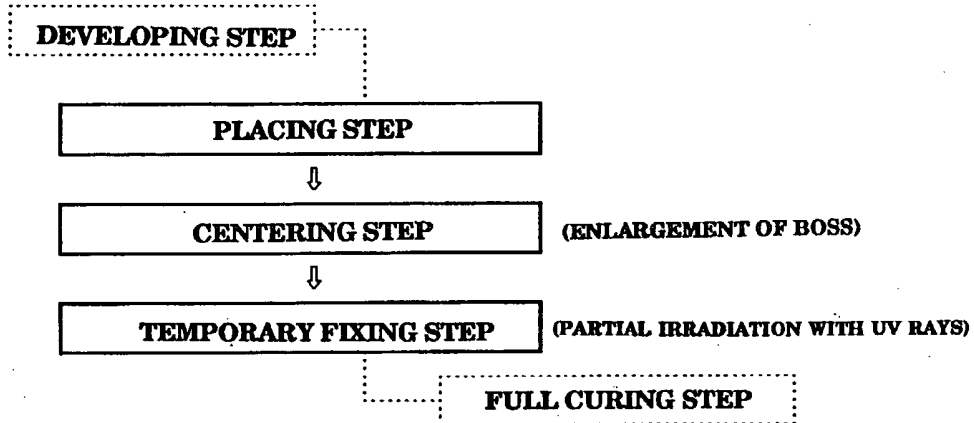 DEVELOPING STEP
PLACING STEP
⇩
CENTERING STEP (ENLARGEMENT OF BOSS)
⇩
TEMPORARY FIXING STEP (PARTIAL IRRADIATION WITH UV RAYS)
FULL CURING STEP